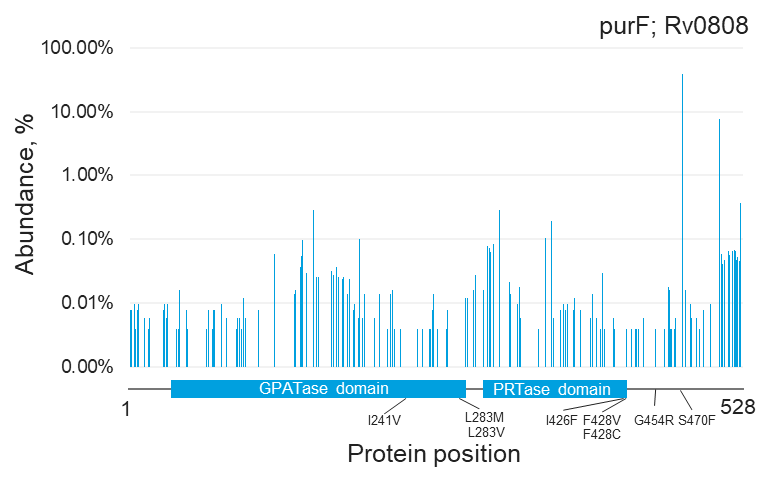 purF; Rv0808
100.00%
10.00%
1.00%
0.10%
0.01%
0.00%
Abundance, %
GPATase domain
PRTase domain
1
528
I241V
L283M
L283V
I426F
F428V
F428C
G454R
S470F
Protein position